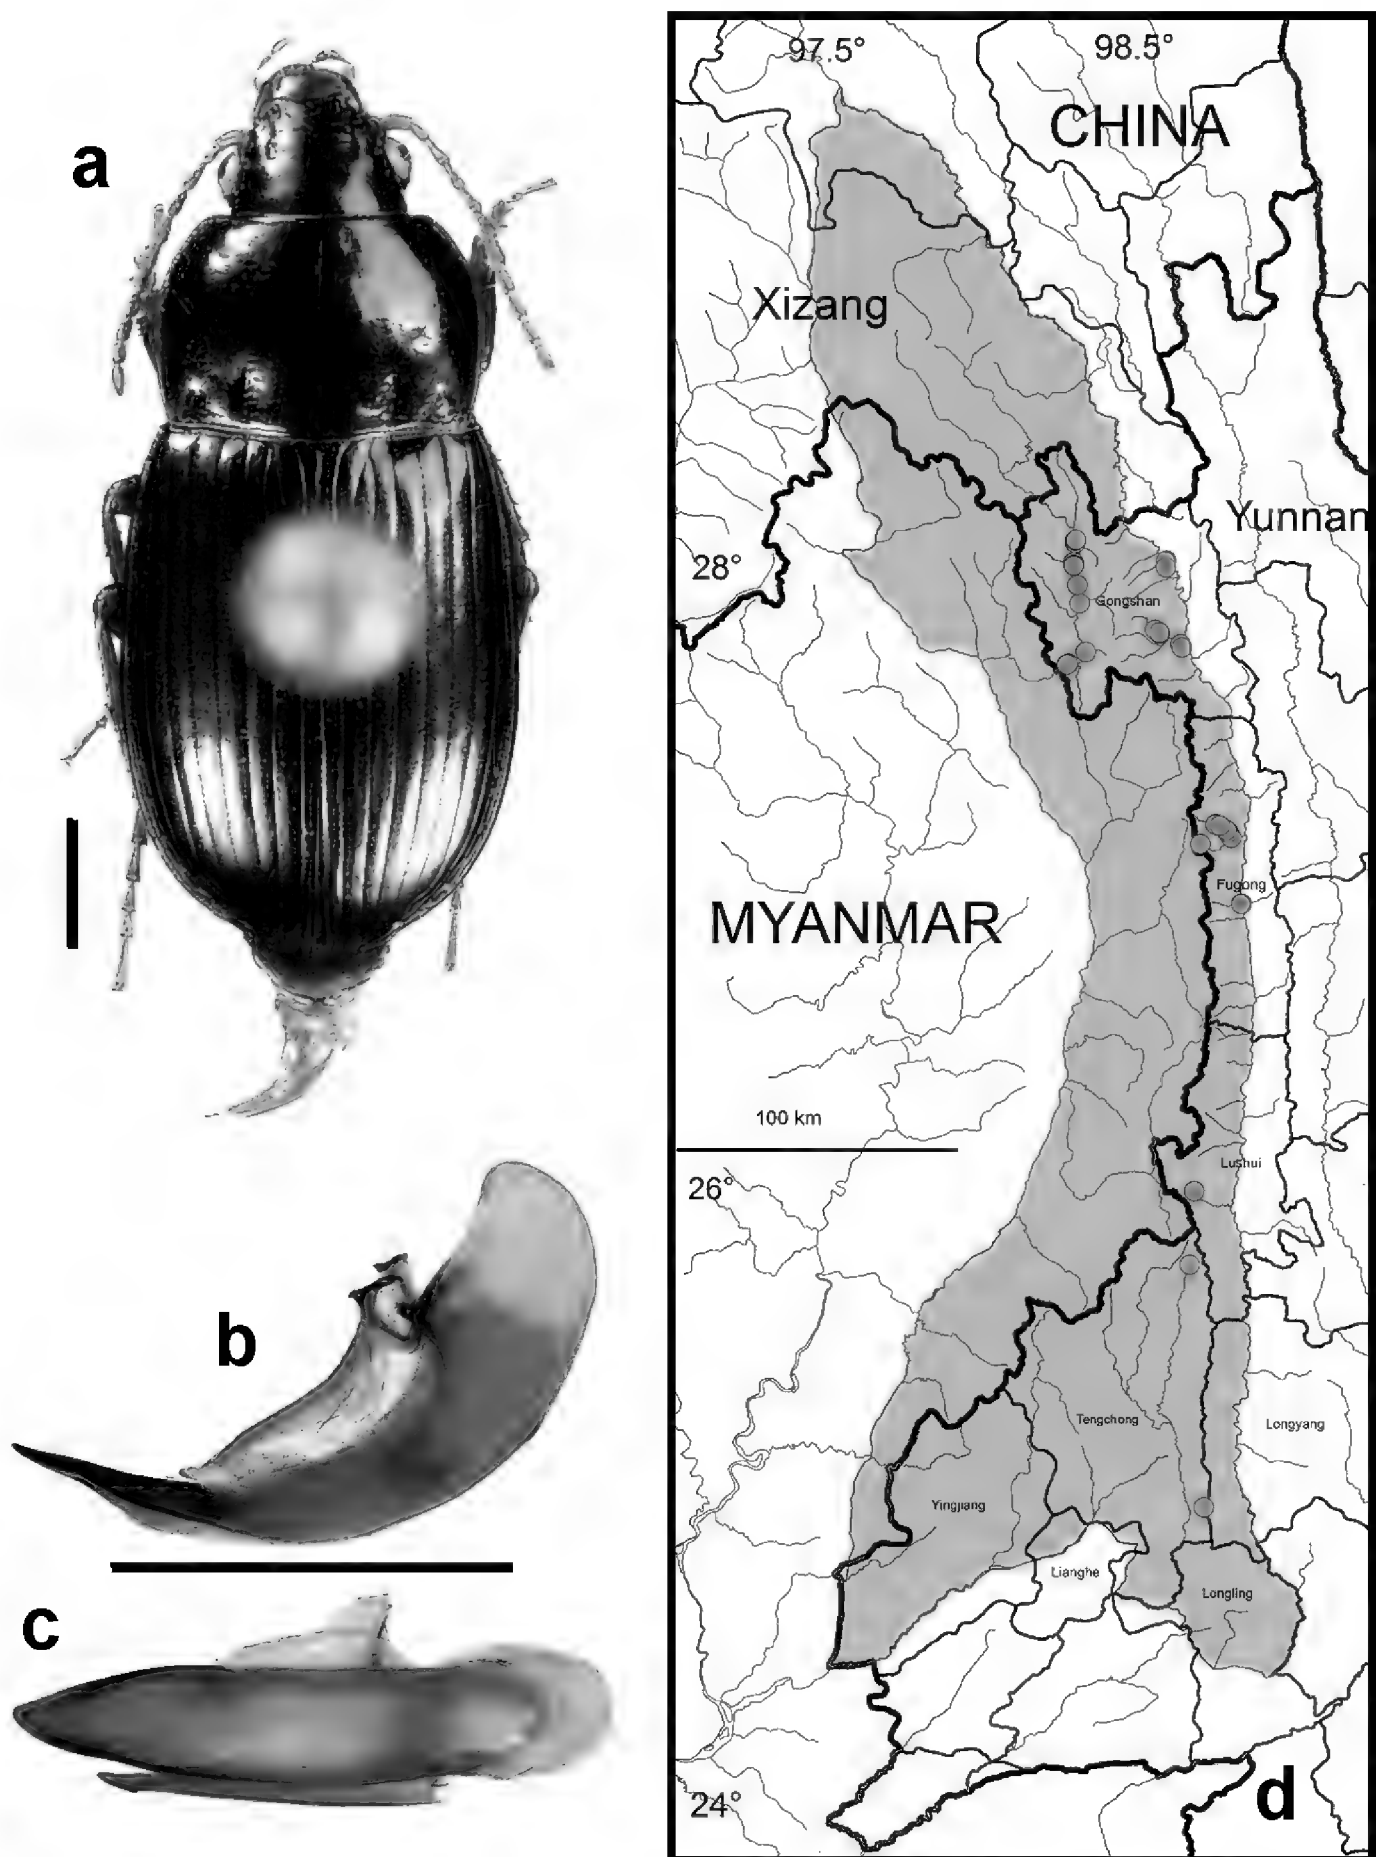 a
97.5°
98.5°
CHINA
Xizang
Yunnan
28°
Gongshan
Fugong
MYANMAR
100 km
26°
Lushui
b
Tengchong
Longyang
Yingjiang
Lianghe
Longling
c
24°
d